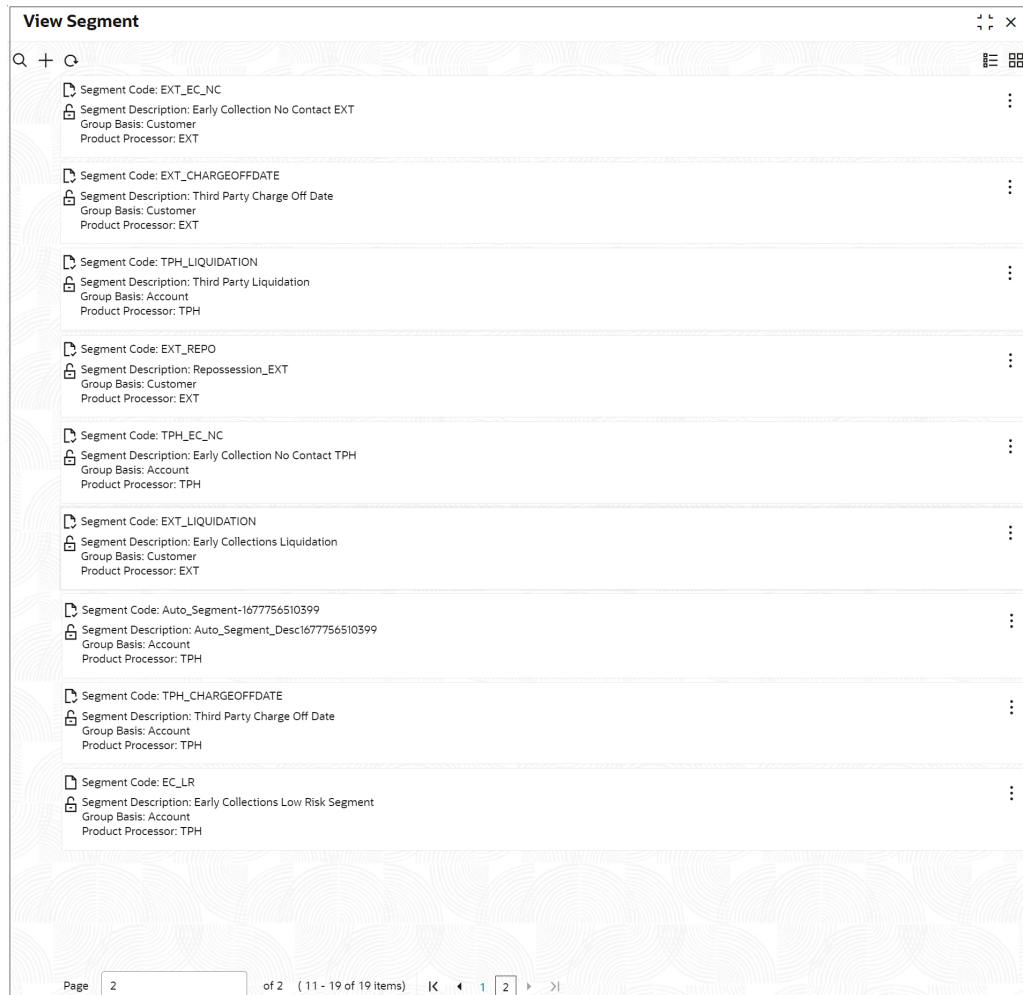 View Segment
Segment Code: EXT_EC_NC
Segment Description: Early Collection No Contact EXT
Group Basis: Customer
Product Processor: EXT
Segment Code: EXT_CHARGEOFFDATE
Segment Description: Third Party Charge Off Date
Group Basis: Customer
Product Processor: EXT
Segment Code: TPH_LIQUIDATION
Segment Description: Third Party Liquidation
Group Basis: Account
Product Processor: TPH
Segment Code: EXT_REPO
Segment Description: Repossession_EXT
Group Basis: Customer
Product Processor: EXT
Segment Code: TPH_EC_NC
Segment Description: Early Collection No Contact TPH
Group Basis: Account
Product Processor: TPH
Segment Code: EXT_LIQUIDATION
Segment Description: Early Collections Liquidation
Group Basis: Customer
Product Processor: EXT
Segment Code: Auto_Segment-1677756510399
Segment Description: Auto_Segment_Desc1677756510399
Group Basis: Account
Product Processor: TPH
Segment Code: TPH_CHARGEOFFDATE
Segment Description: Third Party Charge Off Date
Group Basis: Account
Product Processor: TPH
Segment Code: EC_LR
Segment Description: Early Collections Low Risk Segment
Group Basis: Account
Product Processor: TPH
Page 2 of 2 ( 11 - 19 of 19 items) 1 2